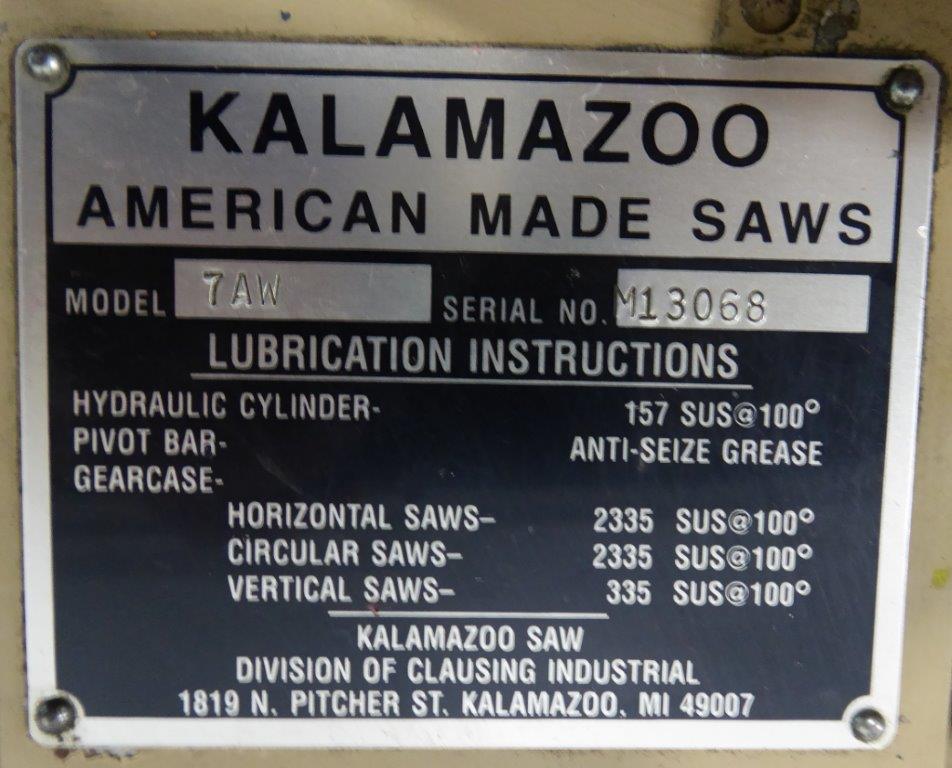 KALAMAZOO
AMERICAN MADE SAWS
MODEL 7AW SERIAL NO. M13068
LUBRICATION INSTRUCTIONS
HYDRAULIC CYLINDER- 157 SUS@100°
PIVOT BAR- ANTI-SEIZE GREASE
GEARCASE-
HORIZONTAL SAWS– 2335 SUS@100°
CIRCULAR SAWS– 2335 SUS@100°
VERTICAL SAWS– 335 SUS@100°
KALAMAZOO SAW
DIVISION OF CLAUSING INDUSTRIAL
1819 N. PITCHER ST. KALAMAZOO, MI 49007